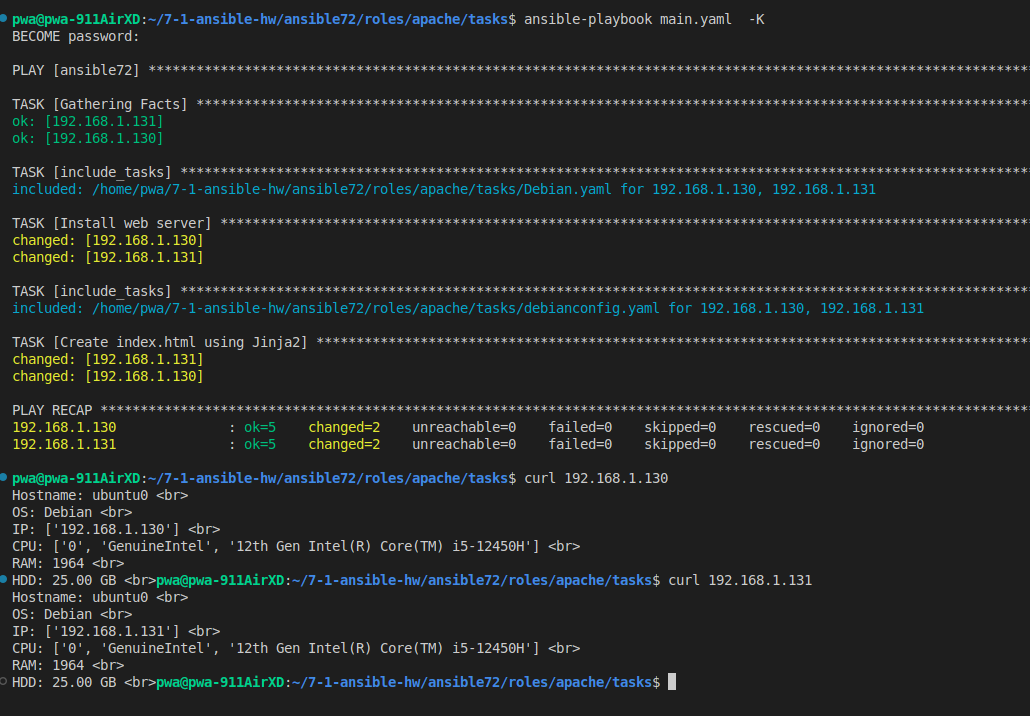 pwa@pwa-911AirXD:~/7-1-ansible-hw/ansible72/roles/apache/tasks$ ansible-playbook main.yaml  -K
BECOME password:
PLAY [ansible72] **************************************************************************************************************
TASK [Gathering Facts] ********************************************************************************************************
ok: [192.168.1.131]
ok: [192.168.1.130]
TASK [include_tasks] **********************************************************************************************************
included: /home/pwa/7-1-ansible-hw/ansible72/roles/apache/tasks/Debian.yaml for 192.168.1.130, 192.168.1.131
TASK [Install web server] *****************************************************************************************************
changed: [192.168.1.130]
changed: [192.168.1.131]
TASK [include_tasks] **********************************************************************************************************
included: /home/pwa/7-1-ansible-hw/ansible72/roles/apache/tasks/debianconfig.yaml for 192.168.1.130, 192.168.1.131
TASK [Create index.html using Jinja2] *****************************************************************************************
changed: [192.168.1.131]
changed: [192.168.1.130]
PLAY RECAP ********************************************************************************************************************
192.168.1.130              : ok=5    changed=2    unreachable=0    failed=0    skipped=0    rescued=0    ignored=0
192.168.1.131              : ok=5    changed=2    unreachable=0    failed=0    skipped=0    rescued=0    ignored=0
pwa@pwa-911AirXD:~/7-1-ansible-hw/ansible72/roles/apache/tasks$ curl 192.168.1.130
Hostname: ubuntu0 <br>
OS: Debian <br>
IP: ['192.168.1.130'] <br>
CPU: ['0', 'GenuineIntel', '12th Gen Intel(R) Core(TM) i5-12450H'] <br>
RAM: 1964 <br>
HDD: 25.00 GB <br>pwa@pwa-911AirXD:~/7-1-ansible-hw/ansible72/roles/apache/tasks$ curl 192.168.1.131
Hostname: ubuntu0 <br>
OS: Debian <br>
IP: ['192.168.1.131'] <br>
CPU: ['0', 'GenuineIntel', '12th Gen Intel(R) Core(TM) i5-12450H'] <br>
RAM: 1964 <br>
HDD: 25.00 GB <br>pwa@pwa-911AirXD:~/7-1-ansible-hw/ansible72/roles/apache/tasks$